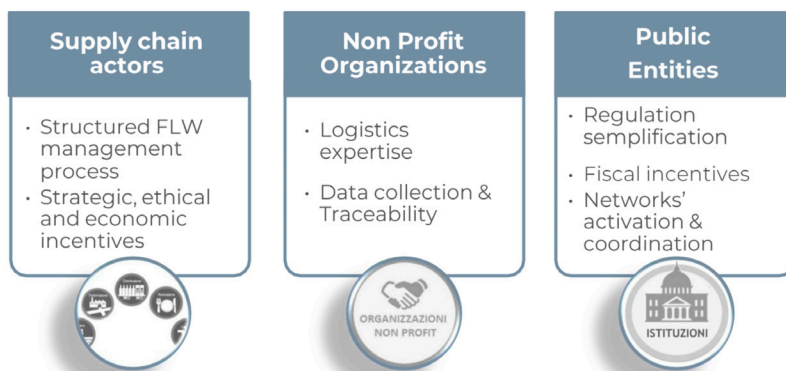 Supply chain
actors
• Structured FLW
management
process
• Strategic, ethical
and economic
incentives
Non Profit
Organizations
• Logistics
expertise
• Data collection &
Traceability
ORGANIZZAZIONI
NON PROFIT
Public
Entities
• Regulation
semplification
• Fiscal incentives
• Networks'
activation &
coordination
ISTITUZIONI